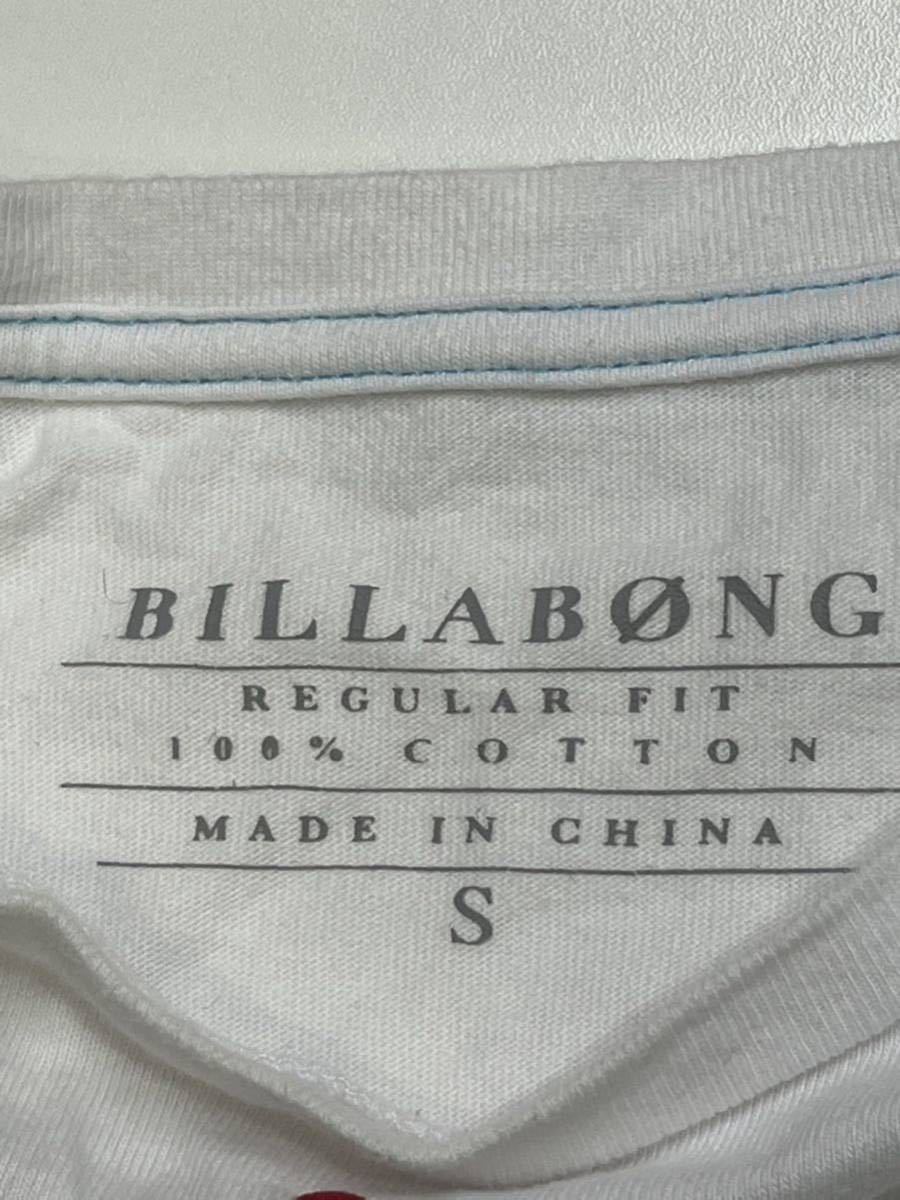 BILLABØNG
REGULAR FIT
100% COTTON
MADE IN CHINA
S